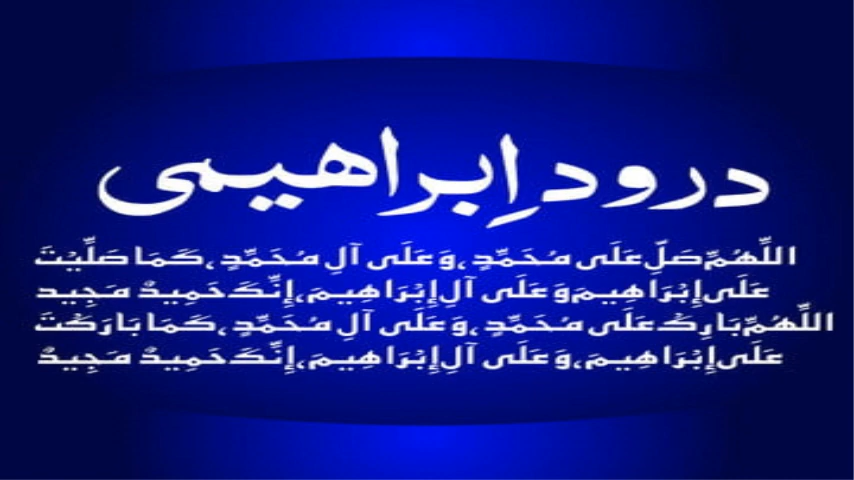 درود اِبراهیمی
اللَّهُمَّ صَلِّ عَلَى مُحَمَّدٍ، وَ عَلَى آلِ مُحَمَّدٍ، كَمَا صَلَّيْتَ
عَلَى إِبْرَاهِيمَ وَ عَلَى آلِ إِبْرَاهِيمَ، إِنَّكَ حَمِيدٌ مَجِيد
اللَّهُمَّ بَارِكْ عَلَى مُحَمَّدٍ، وَ عَلَى آلِ مُحَمَّدٍ، كَمَا بَارَكْتَ
عَلَى إِبْرَاهِيمَ، وَ عَلَى آلِ إِبْرَاهِيمَ، إِنَّكَ حَمِيدٌ مَجِيدٌ